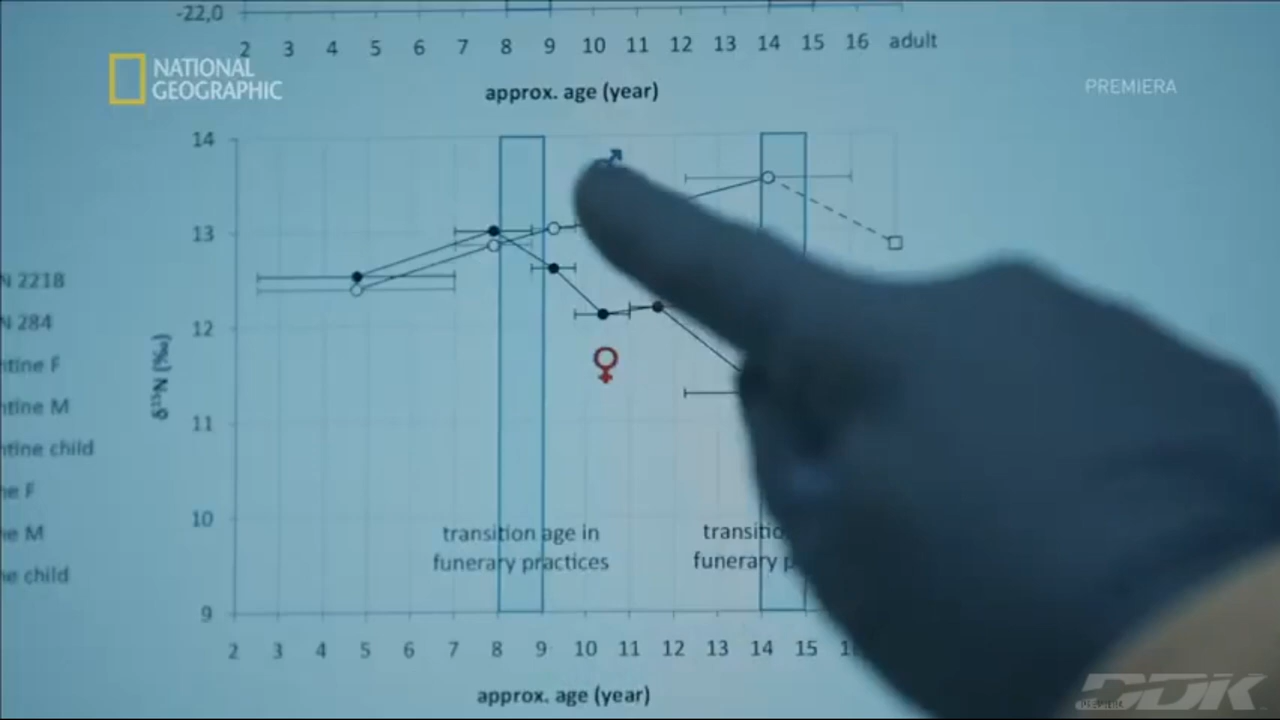 -22,0
2 3 4 5 6 7 8 9 10 11 12 13 14 15 16 adult
NATIONAL
GEOGRAPHIC
PREMIERA
approx. age (year)
14
13
N 2218
N 284
12
ntine F
δ¹⁵N (‰)
ntine M
11
ntine child
ne F
10
transition age in
funerary practices
transitio
funerary p
ne M
ne child
9
2 3 4 5 6 7 8 9 10 11 12 13 14 15
approx. age (year)
DDK